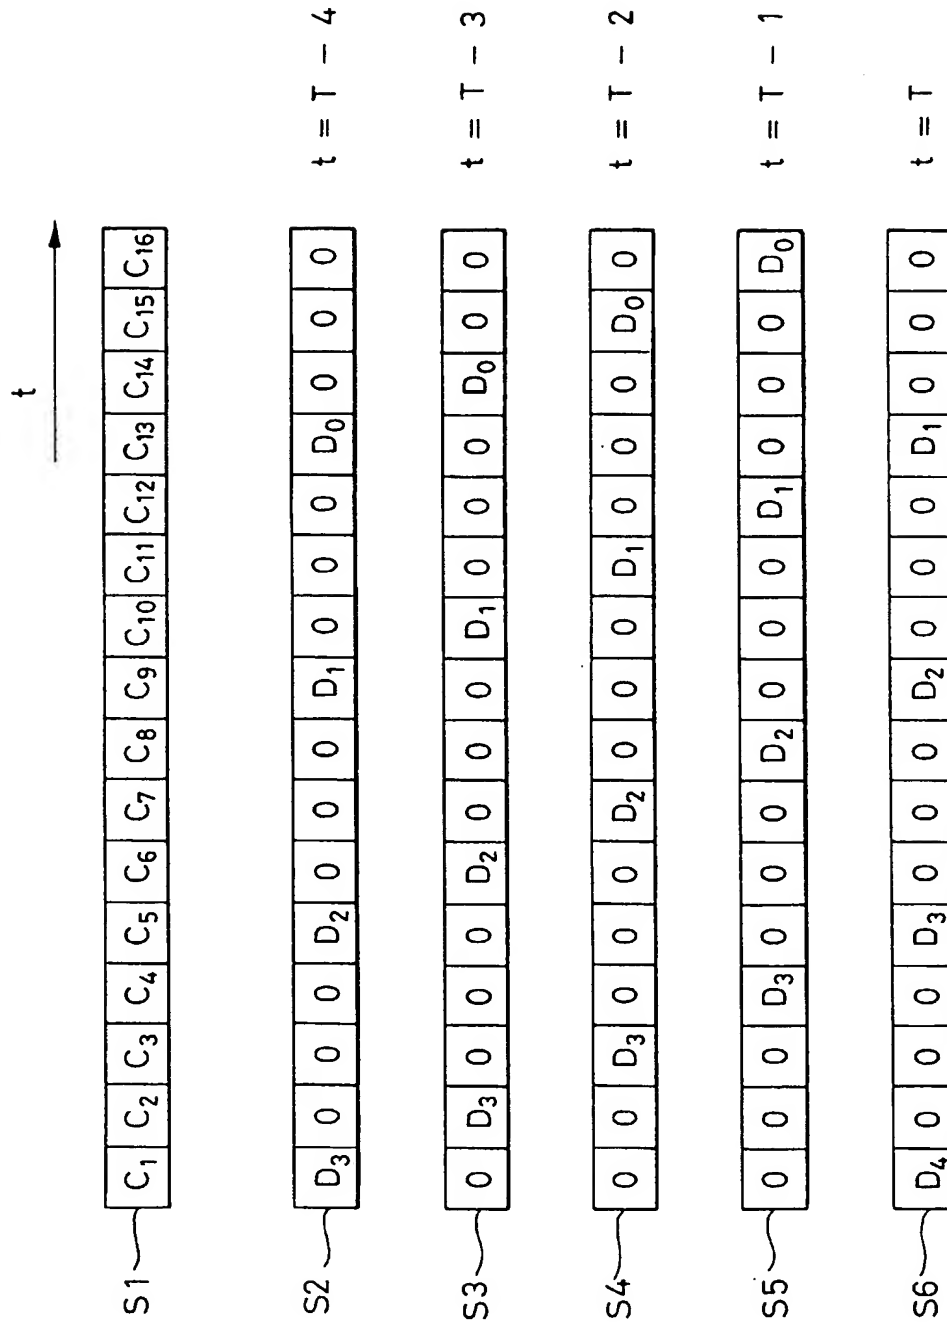 t
S1 C1 C2 C3 C4 C5 C6 C7 C8 C9 C10 C11 C12 C13 C14 C15 C16
S2 D3 0 0 0 D2 0 0 0 D1 0 0 0 D0 0 0 0 t = T - 4
S3 0 D3 0 0 0 D2 0 0 0 D1 0 0 0 D0 0 0 t = T - 3
S4 0 0 D3 0 0 0 D2 0 0 0 D1 0 0 0 D0 0 t = T - 2
S5 0 0 0 D3 0 0 0 D2 0 0 0 D1 0 0 0 D0 t = T - 1
S6 D4 0 0 0 D3 0 0 0 D2 0 0 0 D1 0 0 0 t = T